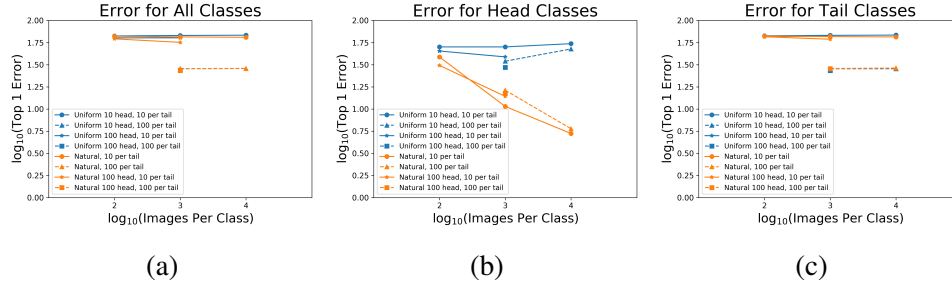 Error for All Classes
2.00
1.75
1.50
1.25
1.00
0.75
0.50
0.25
0.00
log10(Top 1 Error)
Uniform 10 head, 10 per tail
Uniform 10 head, 100 per tail
Uniform 100 head, 10 per tail
Uniform 100 head, 100 per tail
Natural, 10 per tail
Natural, 100 per tail
Natural 100 head, 10 per tail
Natural 100 head, 100 per tail
2 3 4
log10(Images Per Class)
(a)
Error for Head Classes
2.00
1.75
1.50
1.25
1.00
0.75
0.50
0.25
0.00
log10(Top 1 Error)
Uniform 10 head, 10 per tail
Uniform 10 head, 100 per tail
Uniform 100 head, 10 per tail
Uniform 100 head, 100 per tail
Natural, 10 per tail
Natural, 100 per tail
Natural 100 head, 10 per tail
Natural 100 head, 100 per tail
2 3 4
log10(Images Per Class)
(b)
Error for Tail Classes
2.00
1.75
1.50
1.25
1.00
0.75
0.50
0.25
0.00
log10(Top 1 Error)
Uniform 10 head, 10 per tail
Uniform 10 head, 100 per tail
Uniform 100 head, 10 per tail
Uniform 100 head, 100 per tail
Natural, 10 per tail
Natural, 100 per tail
Natural 100 head, 10 per tail
Natural 100 head, 100 per tail
2 3 4
log10(Images Per Class)
(c)